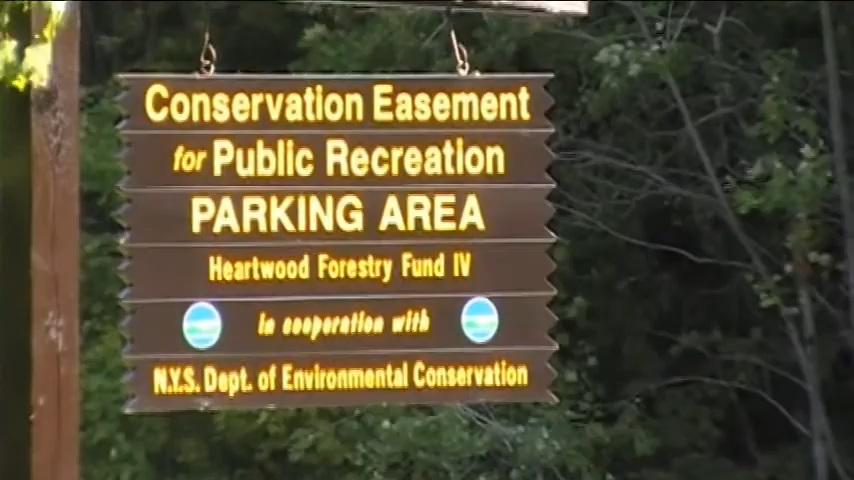 Conservation Easement
for Public Recreation
PARKING AREA
Heartwood Forestry Fund IV
in cooperation with
N.Y.S. Dept. of Environmental Conservation